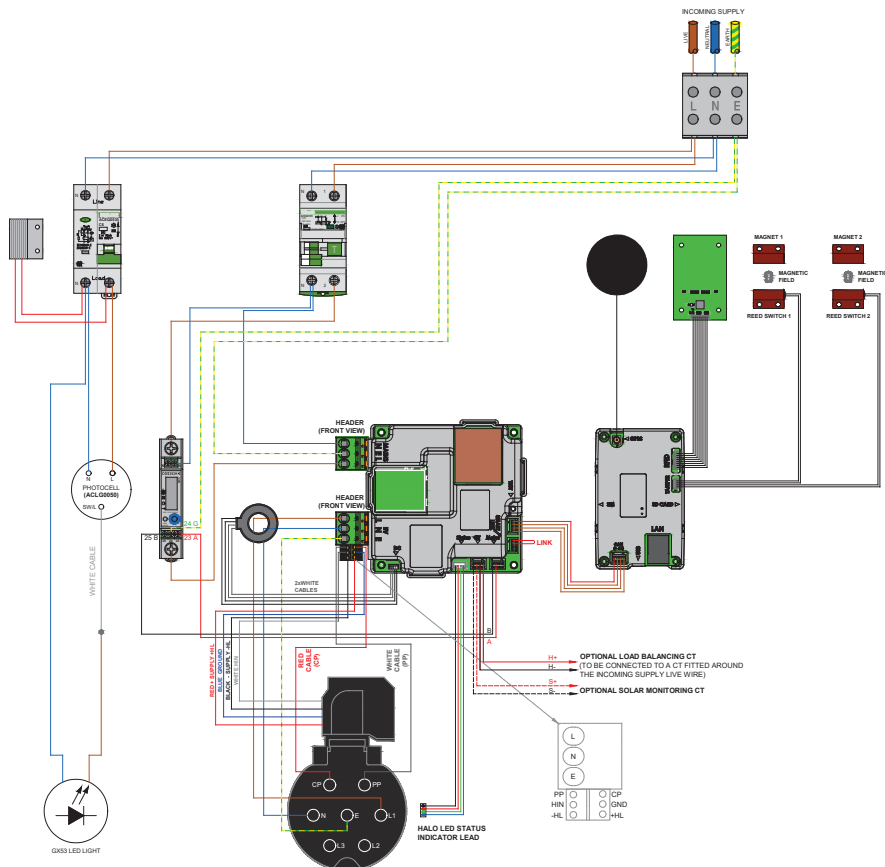 INCOMING SUPPLY
LIVE
NEUTRAL
EARTH
L N E
N
Line
Load
N
N 1
N 2
MAGNET 1
MAGNET 2
MAGNETIC
FIELD
MAGNETIC
FIELD
REED SWITCH 1
REED SWITCH 2
HEADER
(FRONT VIEW)
HEADER
(FRONT VIEW)
N L
PHOTOCELL
(ACLG0050)
SW/L
24 G
25 B
23 A
WHITE CABLE
2xWHITE
CABLES
LINK
LAN
B
A
RED+ SUPPLY +HL
BLUE GROUND
BLACK - SUPPLY -HL
WHITE HIN
RED
CABLE
(CP)
WHITE
CABLE
(PP)
H+
H-
OPTIONAL LOAD BALANCING CT
(TO BE CONNECTED TO A CT FITTED AROUND
THE INCOMING SUPPLY LIVE WIRE)
S+
S-
OPTIONAL SOLAR MONITORING CT
L
N
E
PP CP
HIN GND
-HL +HL
CP PP
N E L1
L3 L2
HALO LED STATUS
INDICATOR LEAD
GX53 LED LIGHT